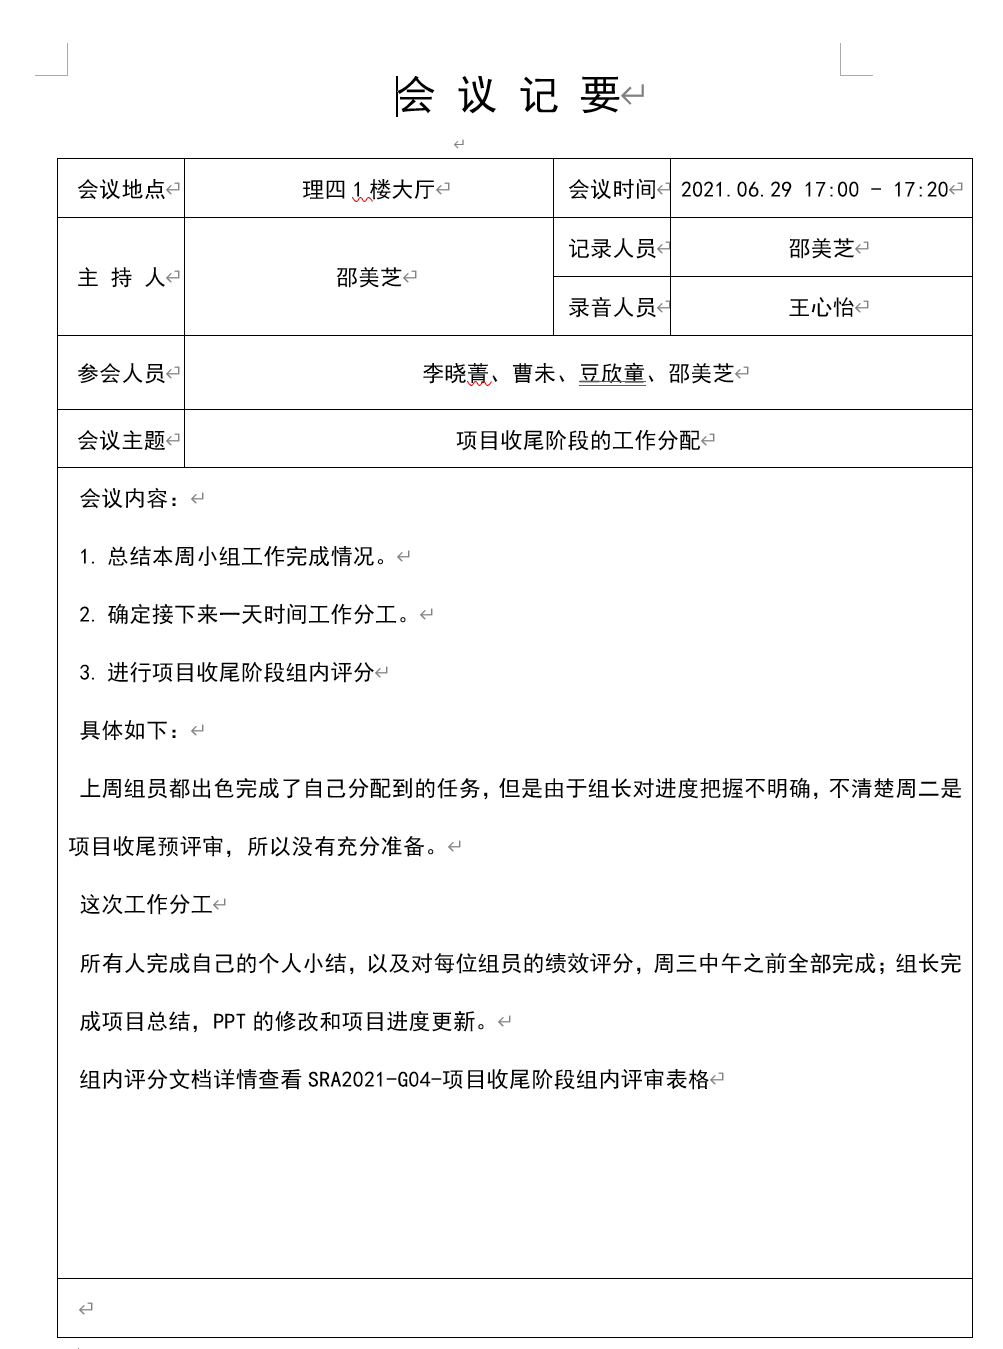 会 议 记 要
会议地点 理四 1 楼大厅 会议时间 2021.06.29 17:00 - 17:20
主 持 人 邵美芝 记录人员 邵美芝
录音人员 王心怡
参会人员 李晓菁、曹未、豆欣童、邵美芝
会议主题 项目收尾阶段的工作分配
会议内容：
1. 总结本周小组工作完成情况。
2. 确定接下来一天时间工作分工。
3. 进行项目收尾阶段组内评分
具体如下：
上周组员都出色完成了自己分配到的任务，但是由于组长对进度把握不明确，不清楚周二是
项目收尾预评审，所以没有充分准备。
这次工作分工
所有人完成自己的个人小结，以及对每位组员的绩效评分，周三中午之前全部完成；组长完
成项目总结，PPT 的修改和项目进度更新。
组内评分文档详情查看 SRA2021-G04-项目收尾阶段组内评审表格